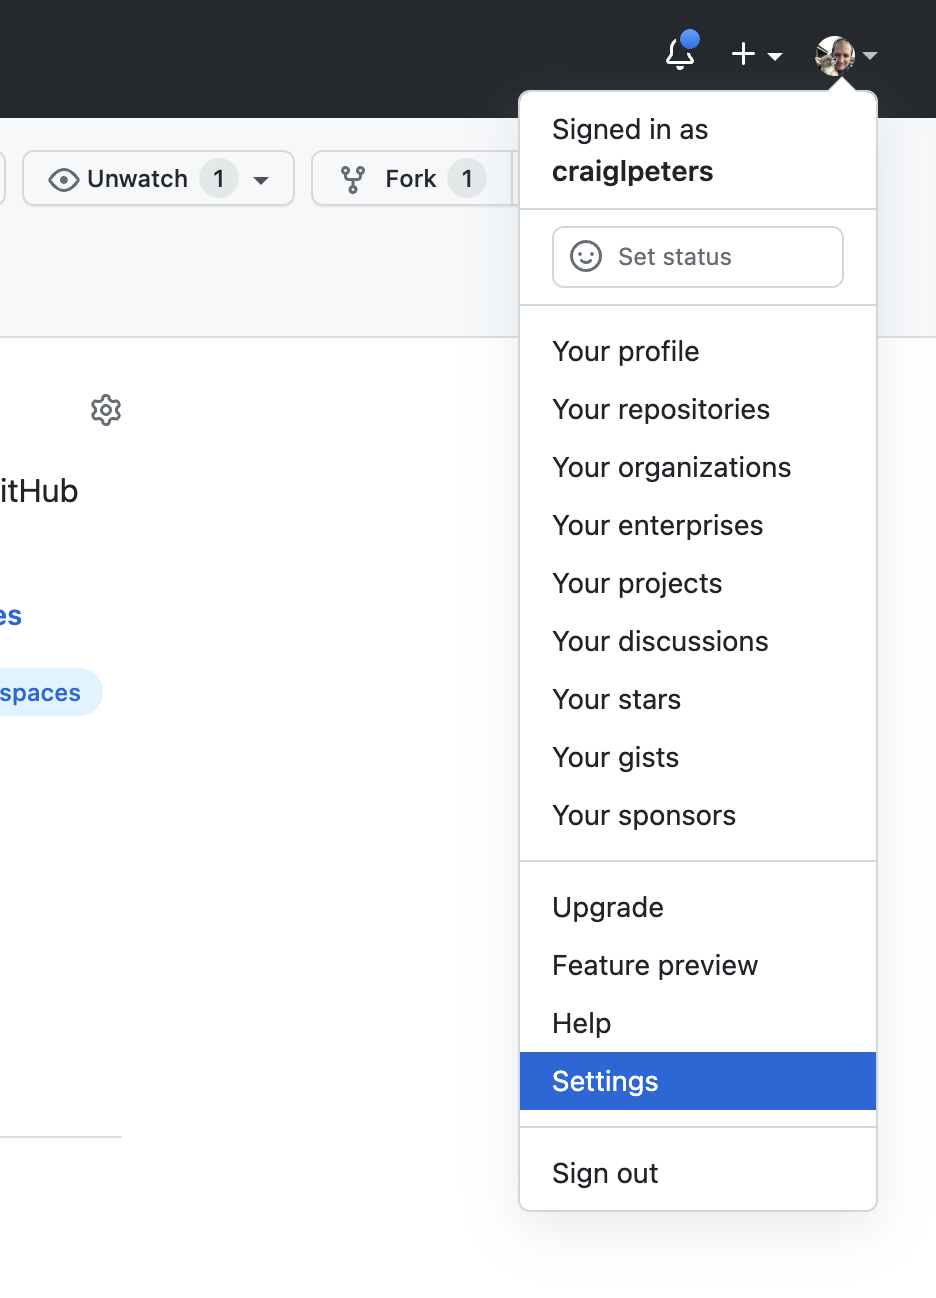 Unwatch 1
Fork 1
itHub
es
spaces
Signed in as
craiglpeters
Set status
Your profile
Your repositories
Your organizations
Your enterprises
Your projects
Your discussions
Your stars
Your gists
Your sponsors
Upgrade
Feature preview
Help
Settings
Sign out